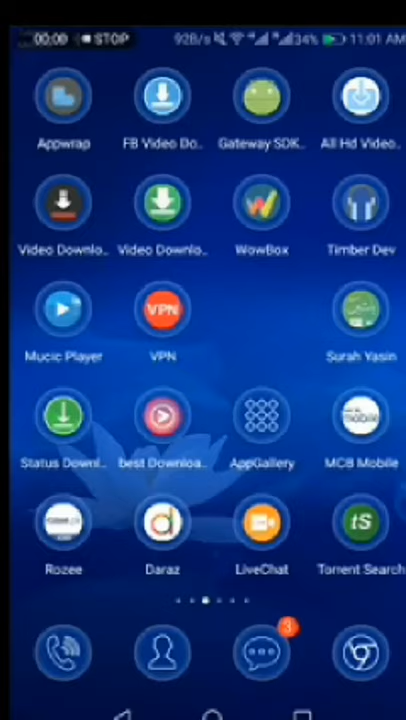 00:00 STOP 92B/s 34% 11:01 AM
Appwrap FB Video Do.. Gateway SDK.. All Hd Video..
Video Downlo.. Video Downlo.. WowBox Timber Dev
VPN
Mucic Player VPN Surah Yasin
mobile
Status Downl.. best Downloa.. AppGallery MCB Mobile
d tS
Rozee Daraz LiveChat Torrent Search
3